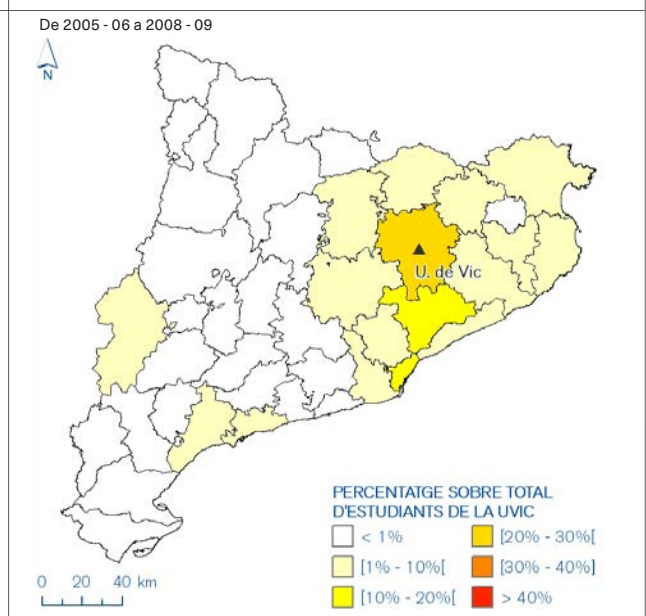 De 2005 - 06 a 2008 - 09
N
U. de Vic
PERCENTATGE SOBRE TOTAL
D'ESTUDIANTS DE LA UVIC
< 1% [20% - 30%[
[1% - 10%[ [30% - 40%]
[10% - 20%[ > 40%
0 20 40 km